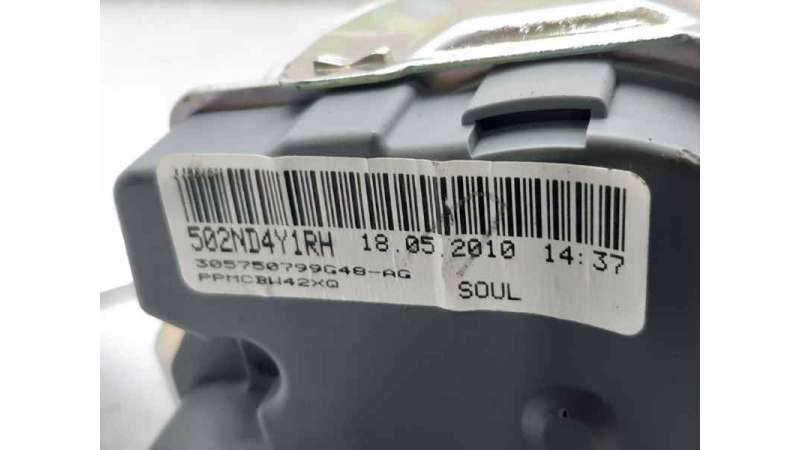 502ND4Y1RH 18.05.2010 14:37
305750799G48-AG
PPMCBW42XQ SOUL